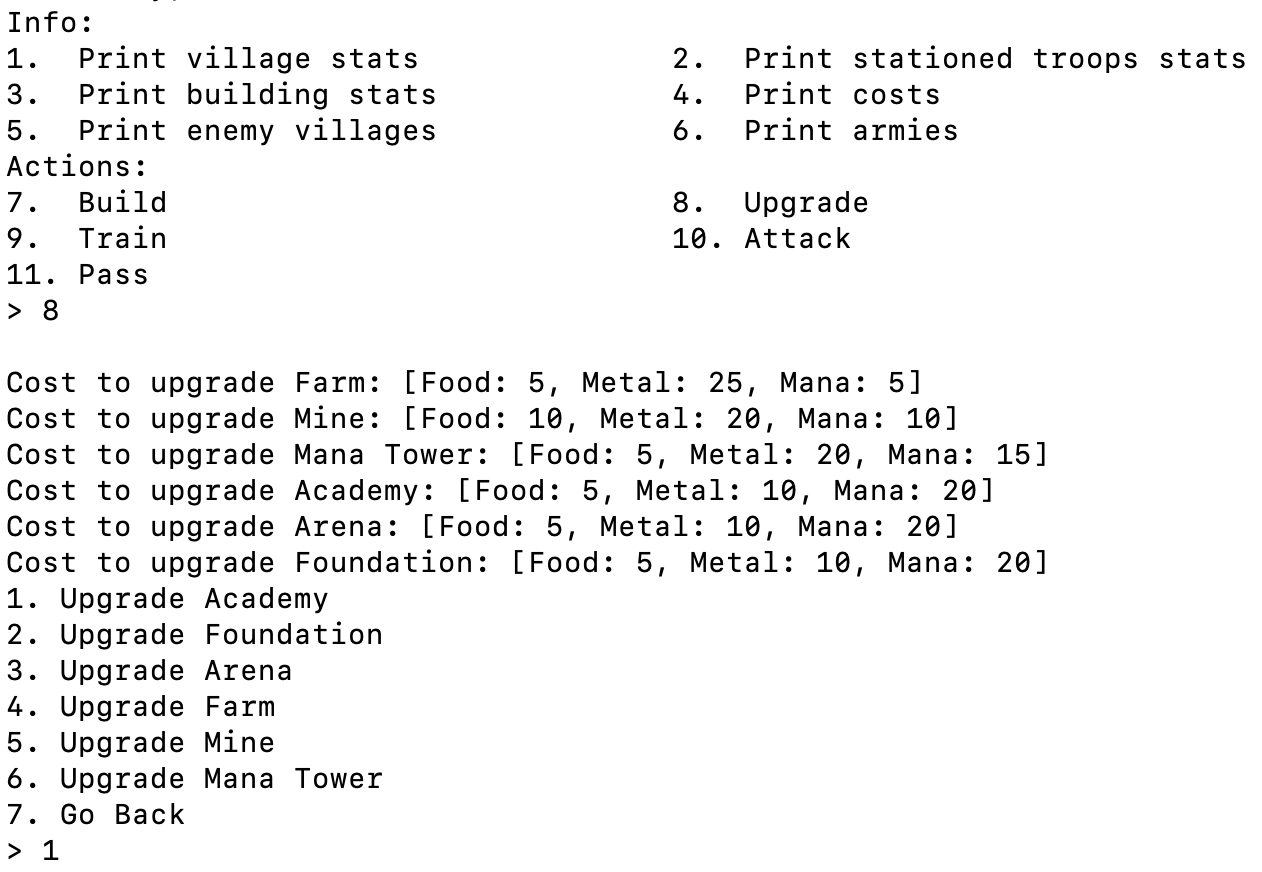 Info:
1.  Print village stats    2.  Print stationed troops stats
3.  Print building stats    4.  Print costs
5.  Print enemy villages    6.  Print armies
Actions:
7.  Build    8.  Upgrade
9.  Train    10. Attack
11. Pass
> 8
Cost to upgrade Farm: [Food: 5, Metal: 25, Mana: 5]
Cost to upgrade Mine: [Food: 10, Metal: 20, Mana: 10]
Cost to upgrade Mana Tower: [Food: 5, Metal: 20, Mana: 15]
Cost to upgrade Academy: [Food: 5, Metal: 10, Mana: 20]
Cost to upgrade Arena: [Food: 5, Metal: 10, Mana: 20]
Cost to upgrade Foundation: [Food: 5, Metal: 10, Mana: 20]
1. Upgrade Academy
2. Upgrade Foundation
3. Upgrade Arena
4. Upgrade Farm
5. Upgrade Mine
6. Upgrade Mana Tower
7. Go Back
> 1